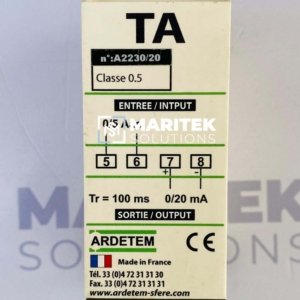 TA
n°:A2230/20
Classe 0.5
ENTREE / INTPUT
0/5 A
MARITEK
SOLUTIONS
5 6 7 8
+ -
Tr = 100 ms 0/20 mA
SORTIE / OUTPUT
ARDETEM
CE
Made in France
Tél. 33 (0)4 72 31 31 30
Fax. 33 (0)4 72 31 31 31
www.ardetem-sfere.com